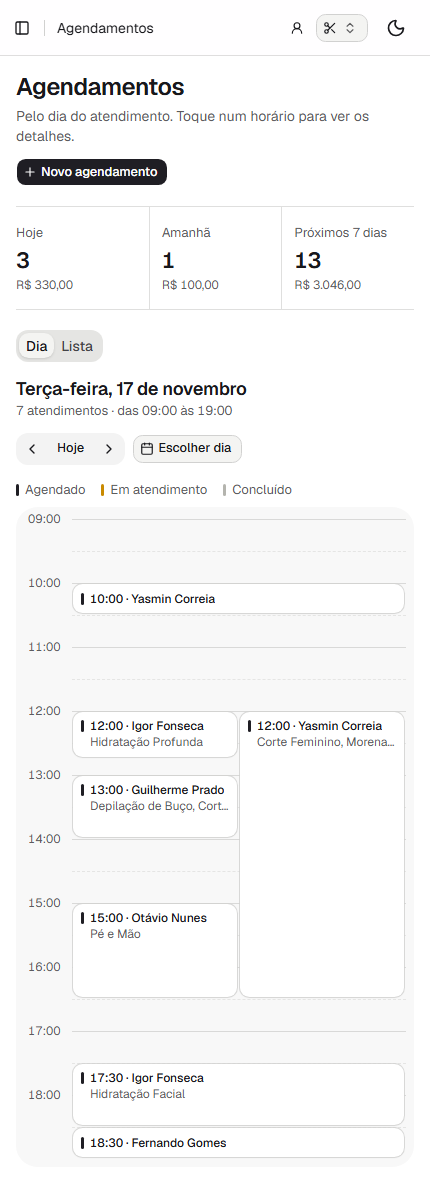 Agendamentos
Agendamentos
Pelo dia do atendimento. Toque num horário para ver os
detalhes.
+ Novo agendamento
Hoje
3
R$ 330,00
Amanhã
1
R$ 100,00
Próximos 7 dias
13
R$ 3.046,00
Dia
Lista
Terça-feira, 17 de novembro
7 atendimentos · das 09:00 às 19:00
Hoje
Escolher dia
Agendado
Em atendimento
Concluído
09:00
10:00
10:00 · Yasmin Correia
11:00
12:00
12:00 · Igor Fonseca
Hidratação Profunda
12:00 · Yasmin Correia
Corte Feminino, Morena…
13:00
13:00 · Guilherme Prado
Depilação de Buço, Cort…
14:00
15:00
15:00 · Otávio Nunes
Pé e Mão
16:00
17:00
17:30 · Igor Fonseca
Hidratação Facial
18:00
18:30 · Fernando Gomes